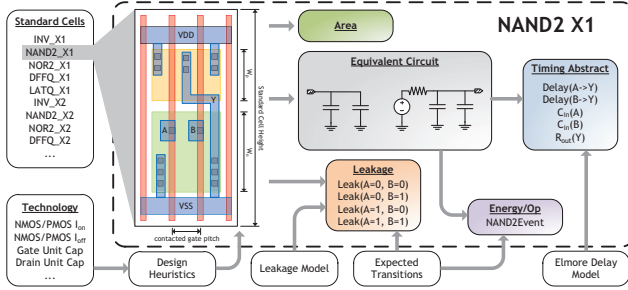 Standard Cells
INV_X1
NAND2_X1
NOR2_X1
DFFQ_X1
LATQ_X1
INV_X2
NAND2_X2
NOR2_X2
DFFQ_X2
...
Technology
NMOS/PMOS Ion
NMOS/PMOS Ioff
Gate Unit Cap
Drain Unit Cap
...
VDD
Y
A
B
VSS
Wp
Wn
Standard Cell Height
contacted gate pitch
NAND2 X1
Area
Equivalent Circuit
Timing Abstract
Delay(A->Y)
Delay(B->Y)
Cin(A)
Cin(B)
Rout(Y)
Leakage
Leak(A=0, B=0)
Leak(A=0, B=1)
Leak(A=1, B=0)
Leak(A=1, B=1)
Energy/Op
NAND2Event
Design
Heuristics
Leakage Model
Expected
Transitions
Elmore Delay Model